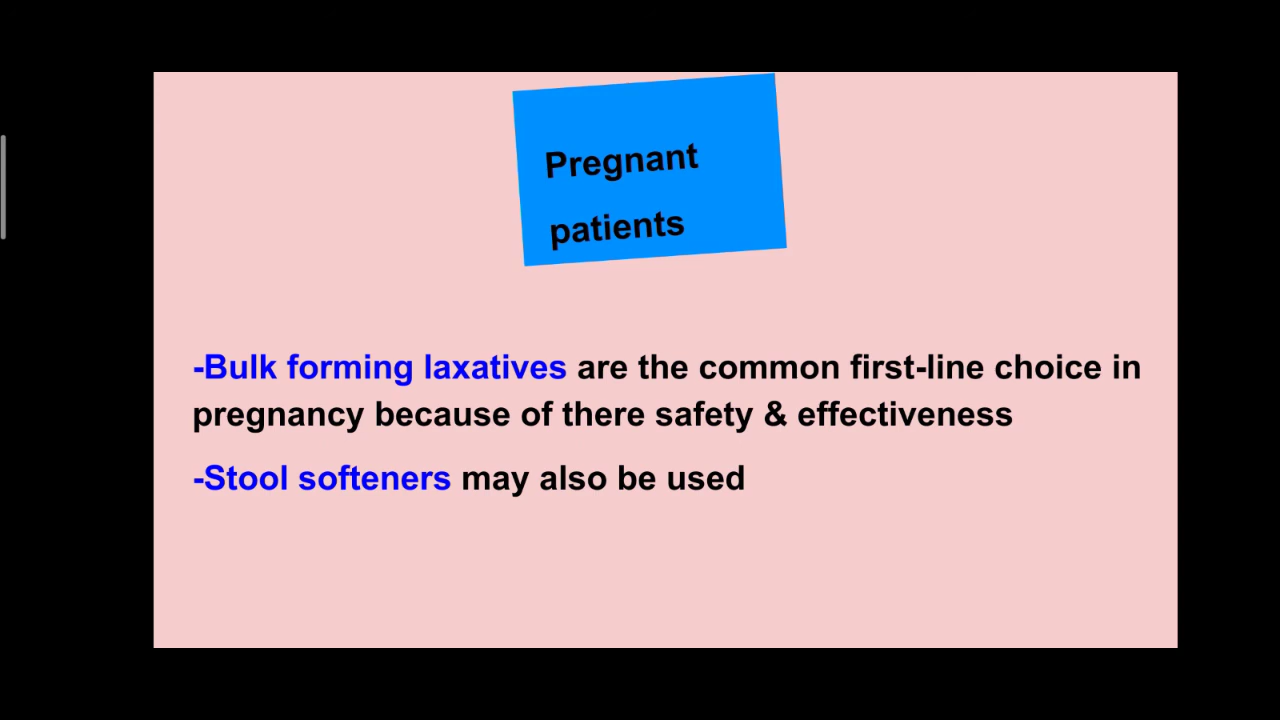 Pregnant
patients
-Bulk forming laxatives are the common first-line choice in
pregnancy because of there safety & effectiveness
-Stool softeners may also be used